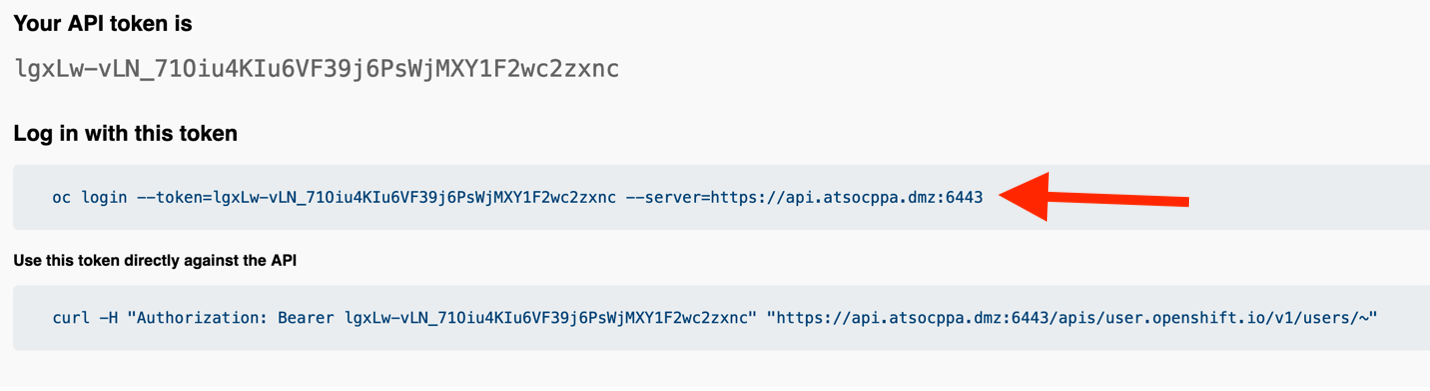 Your API token is
lgxLw-vLN_71Oiu4KIu6VF39j6PsWjMXY1F2wc2zxnc
Log in with this token
oc login --token=lgxLw-vLN_71Oiu4KIu6VF39j6PsWjMXY1F2wc2zxnc --server=https://api.atsocppa.dmz:6443
Use this token directly against the API
curl -H "Authorization: Bearer lgxLw-vLN_71Oiu4KIu6VF39j6PsWjMXY1F2wc2zxnc" "https://api.atsocppa.dmz:6443/apis/user.openshift.io/v1/users/~"